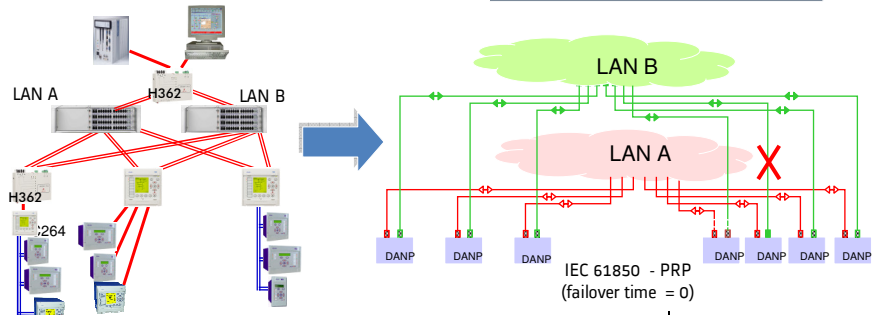 H362
LAN A
LAN B
H362
C264
LAN B
LAN A
DANP
DANP
DANP
DANP
DANP
DANP
DANP
IEC 61850 - PRP
(failover time = 0)